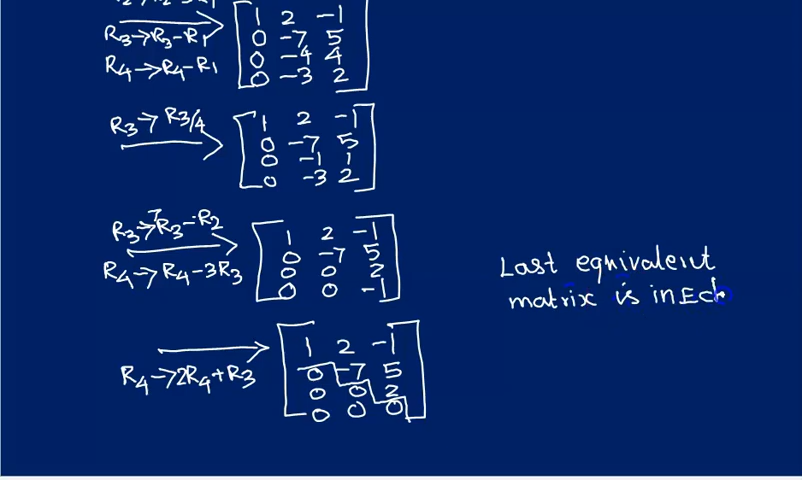 R3→R3-R1
R4→R4-R1
1 2 -1
0 -7 5
0 -4 4
0 -3 2
R3→R3/4
1 2 -1
0 -7 5
0 -1 1
0 -3 2
R3→7R3-R2
R4→R4-3R3
1 2 -1
0 -7 5
0 0 2
0 0 -1
R4→2R4+R3
1 2 -1
0 -7 5
0 0 2
0 0 0
Last equivalent
matrix is in Ech